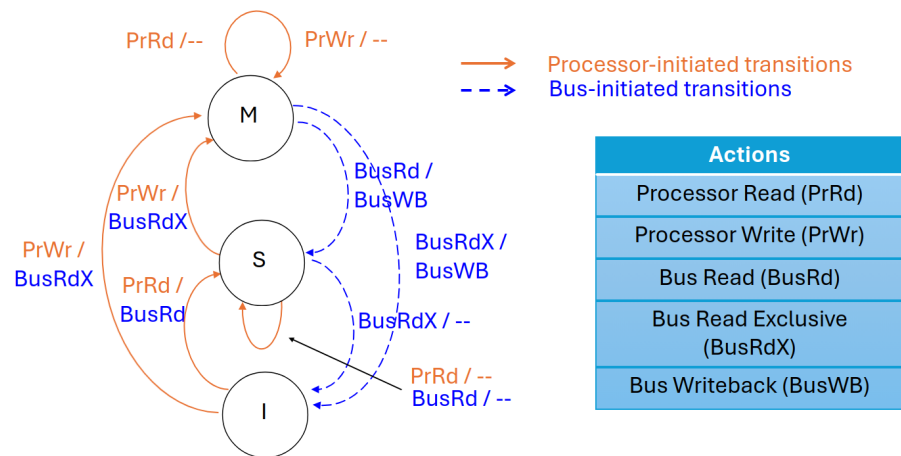 PrRd /--
PrWr / --
Processor-initiated transitions
Bus-initiated transitions
M
BusRd /
BusWB
PrWr /
BusRdX
PrWr /
BusRdX
S
BusRdX /
BusWB
PrRd /
BusRd
BusRdX / --
PrRd / --
BusRd / --
I
Actions
Processor Read (PrRd)
Processor Write (PrWr)
Bus Read (BusRd)
Bus Read Exclusive
(BusRdX)
Bus Writeback (BusWB)